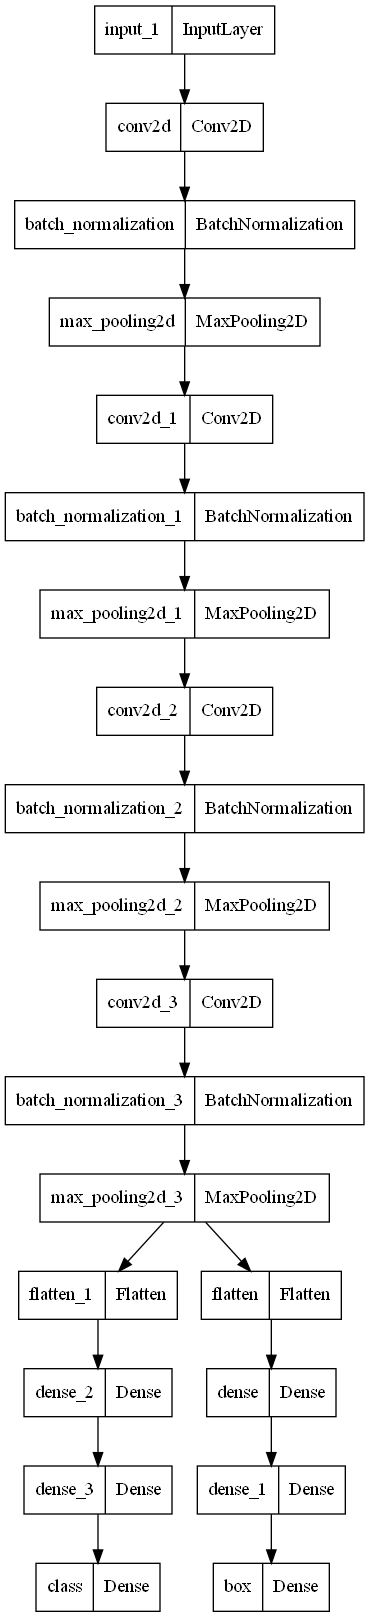 input_1 InputLayer
conv2d Conv2D
batch_normalization BatchNormalization
max_pooling2d MaxPooling2D
conv2d_1 Conv2D
batch_normalization_1 BatchNormalization
max_pooling2d_1 MaxPooling2D
conv2d_2 Conv2D
batch_normalization_2 BatchNormalization
max_pooling2d_2 MaxPooling2D
conv2d_3 Conv2D
batch_normalization_3 BatchNormalization
max_pooling2d_3 MaxPooling2D
flatten_1 Flatten flatten Flatten
dense_2 Dense dense Dense
dense_3 Dense dense_1 Dense
class Dense box Dense